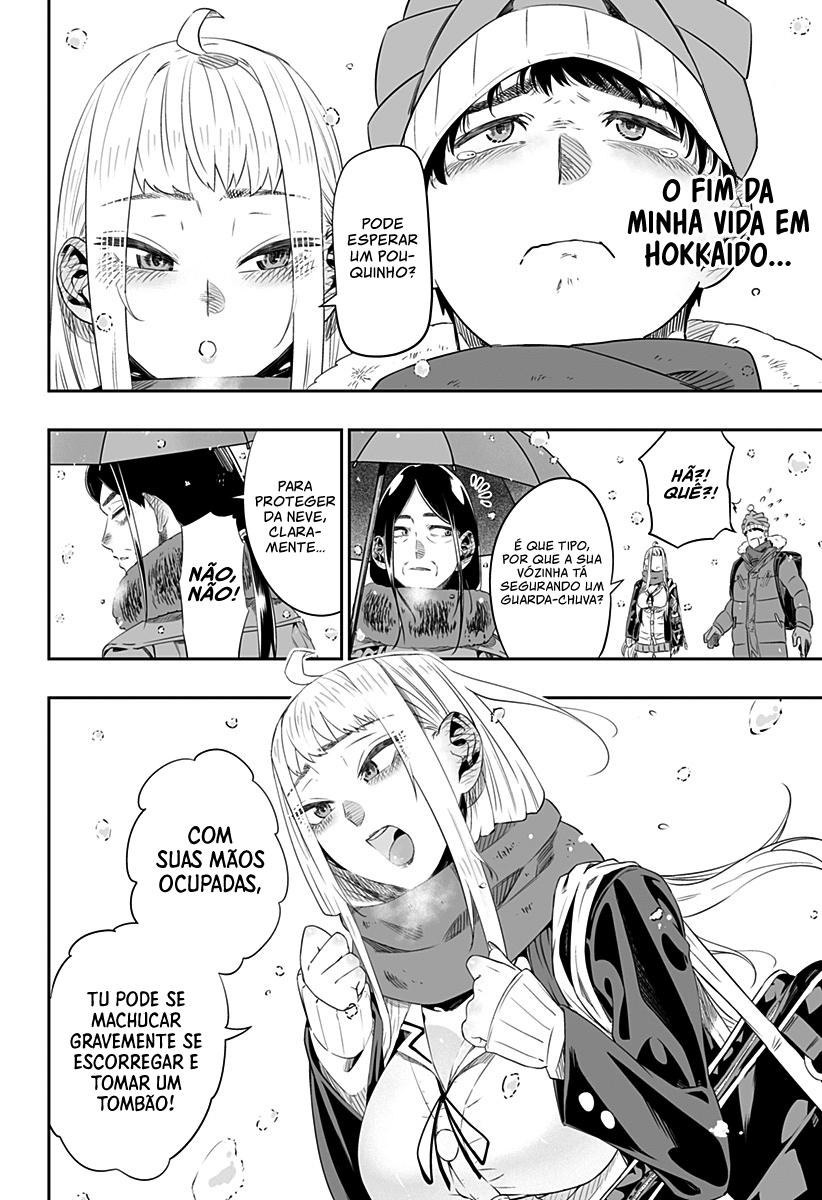 O FIM DA
MINHA VIDA EM
HOKKAIDO...
PODE
ESPERAR
UM POU-
QUINHO?
HÃ?!
QUÊ?!
É QUE TIPO,
POR QUE A SUA
VÓZINHA TÁ
SEGURANDO UM
GUARDA-CHUVA?
PARA
PROTEGER
DA NEVE,
CLARA-
MENTE...
NÃO,
NÃO!
COM
SUAS MÃOS
OCUPADAS,
TU PODE SE
MACHUCAR
GRAVEMENTE SE
ESCORREGAR E
TOMAR UM
TOMBÃO!